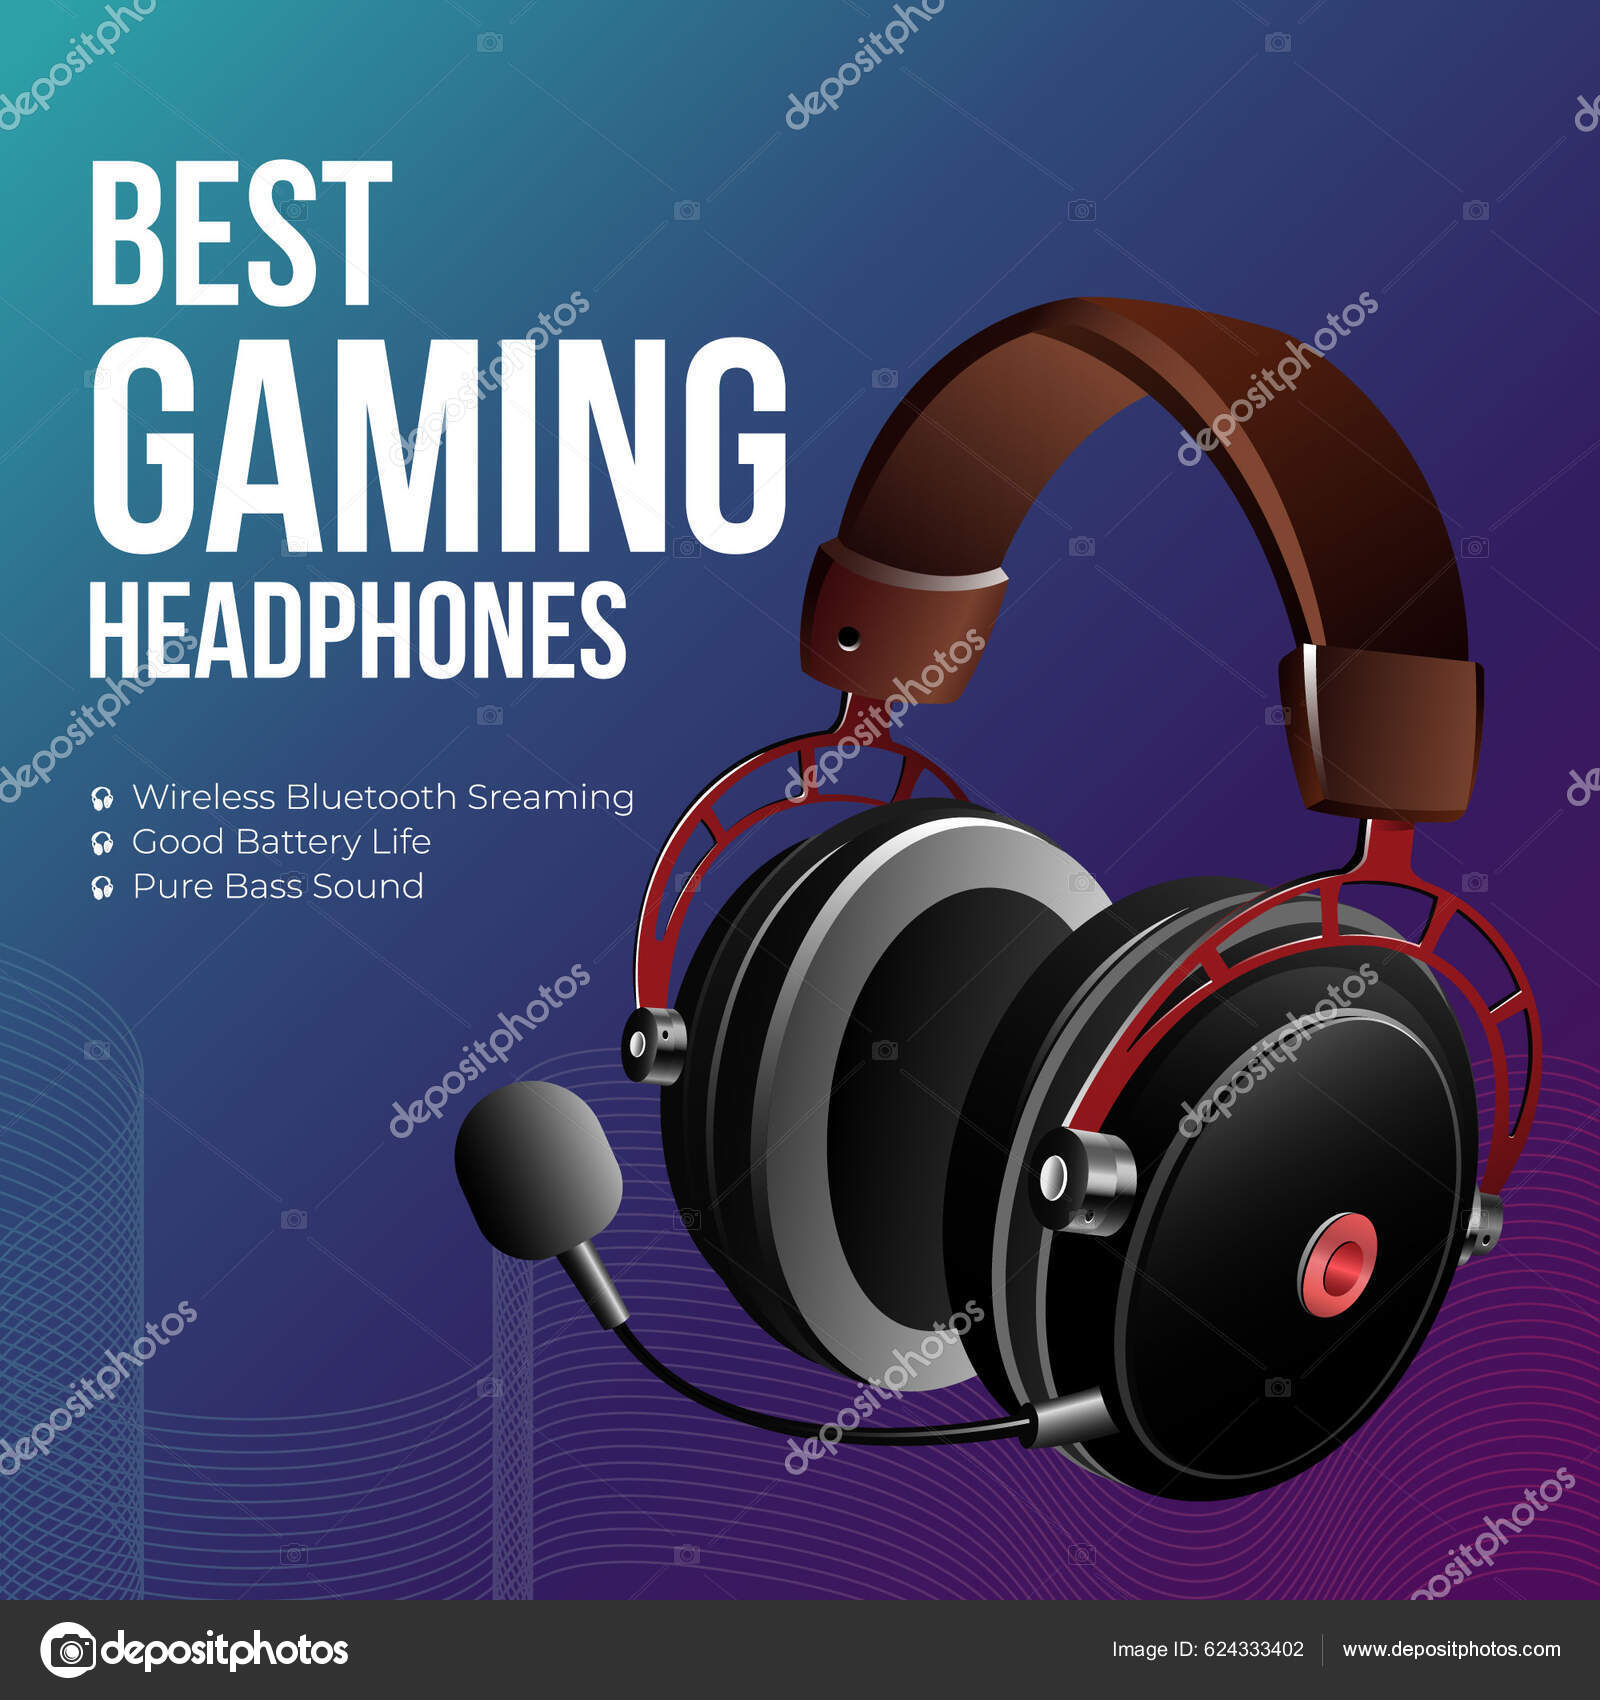 BEST
GAMING
HEADPHONES
Wireless Bluetooth Sreaming
Good Battery Life
Pure Bass Sound
depositphotos
Image ID: 624333402
www.depositphotos.com